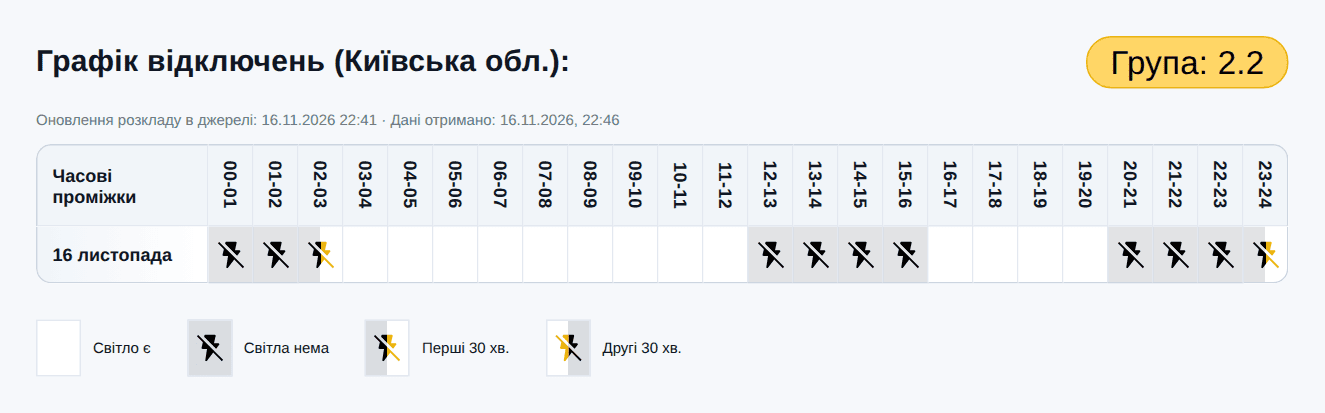 Графік відключень (Київська обл.):
Група: 2.2
Оновлення розкладу в джерелі: 16.11.2026 22:41 · Дані отримано: 16.11.2026, 22:46
Часові
проміжки
00-01
01-02
02-03
03-04
04-05
05-06
06-07
07-08
08-09
09-10
10-11
11-12
12-13
13-14
14-15
15-16
16-17
17-18
18-19
19-20
20-21
21-22
22-23
23-24
16 листопада
Світло є
Світла нема
Перші 30 хв.
Другі 30 хв.